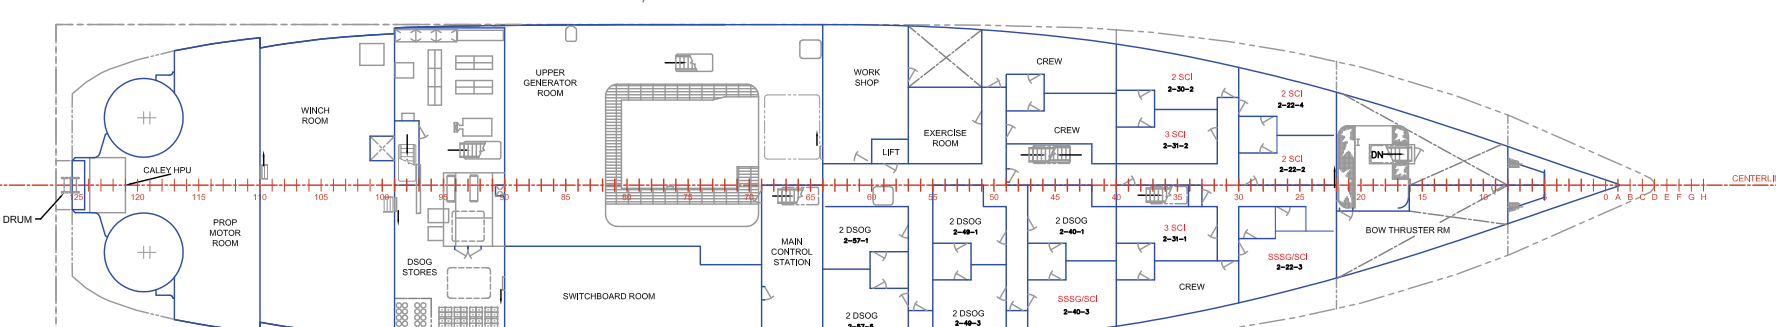 CREW
UPPER
GENERATOR
ROOM
WORK
SHOP
2 SCI
2-30-2
2 SCI
2-22-4
WINCH
ROOM
CREW
EXERCISE
ROOM
3 SCI
2-31-2
LIFT
DN
2 SCI
2-22-2
CALEY HPU
CENTERLI
125
120
115
110
105
100
95
90
85
80
75
70
65
60
55
50
45
40
35
30
25
20
15
10
5
0 A B C D E F G H
DRUM
PROP
MOTOR
ROOM
MAIN
CONTROL
STATION
2 DSOG
2-57-1
2 DSOG
2-49-1
2 DSOG
2-40-1
3 SCI
2-31-1
BOW THRUSTER RM
DSOG
STORES
SSSG/SCI
2-22-3
SWITCHBOARD ROOM
CREW
SSSG/SCI
2-40-3
2 DSOG
2-57-5
2 DSOG
2-49-3